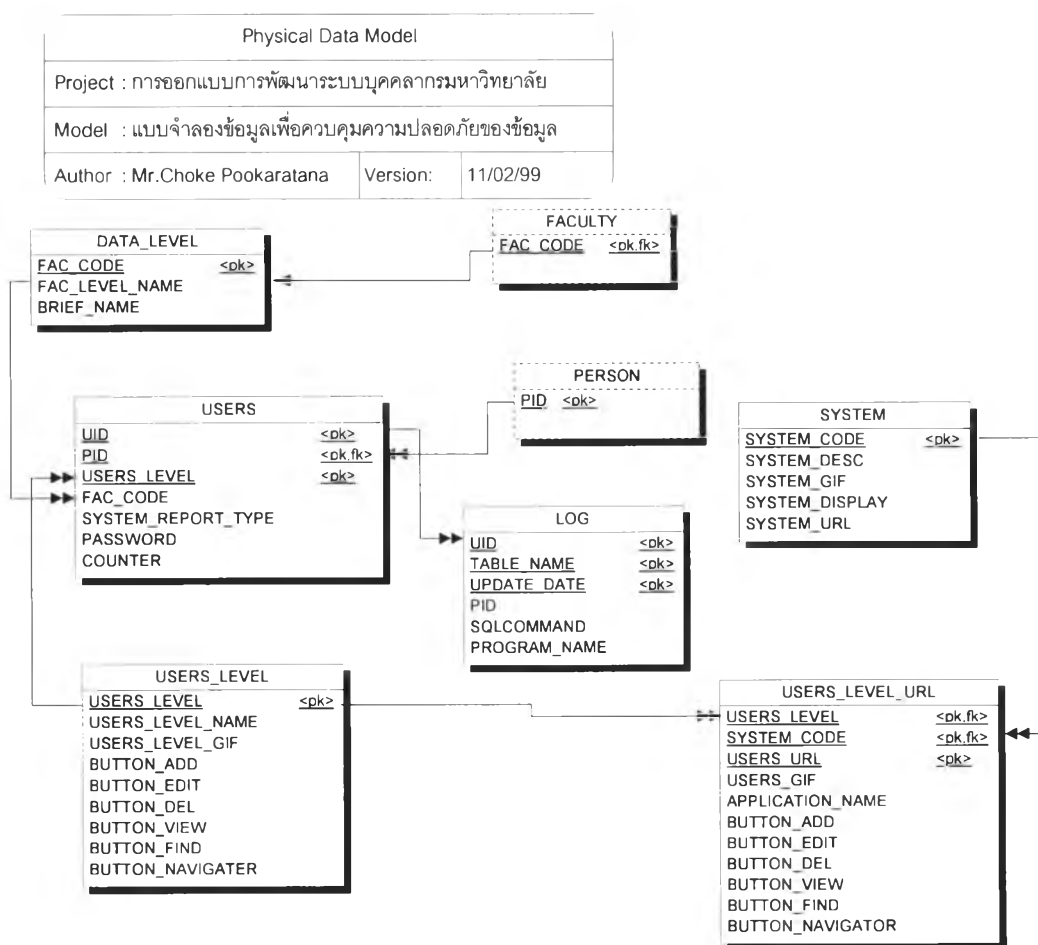 Physical Data Model
Project : การออกแบบการพัฒนาระบบบุคคลากรมหาวิทยาลัย
Model : แบบจำลองข้อมูลเพื่อควบคุมความปลอดภัยของข้อมูล
Author : Mr.Choke Pookaratana Version: 11/02/99
FACULTY
FAC_CODE <pk,fk>
DATA_LEVEL
FAC_CODE <pk>
FAC_LEVEL_NAME
BRIEF_NAME
PERSON
PID <pk>
USERS
UID <pk>
PID <pk,fk>
USERS_LEVEL <pk>
FAC_CODE
SYSTEM_REPORT_TYPE
PASSWORD
COUNTER
SYSTEM
SYSTEM_CODE <pk>
SYSTEM_DESC
SYSTEM_GIF
SYSTEM_DISPLAY
SYSTEM_URL
LOG
UID <pk>
TABLE_NAME <pk>
UPDATE_DATE <pk>
PID
SQLCOMMAND
PROGRAM_NAME
USERS_LEVEL
USERS_LEVEL <pk>
USERS_LEVEL_NAME
USERS_LEVEL_GIF
BUTTON_ADD
BUTTON_EDIT
BUTTON_DEL
BUTTON_VIEW
BUTTON_FIND
BUTTON_NAVIGATER
USERS_LEVEL_URL
USERS_LEVEL <pk,fk>
SYSTEM_CODE <pk,fk>
USERS_URL <pk>
USERS_GIF
APPLICATION_NAME
BUTTON_ADD
BUTTON_EDIT
BUTTON_DEL
BUTTON_VIEW
BUTTON_FIND
BUTTON_NAVIGATOR